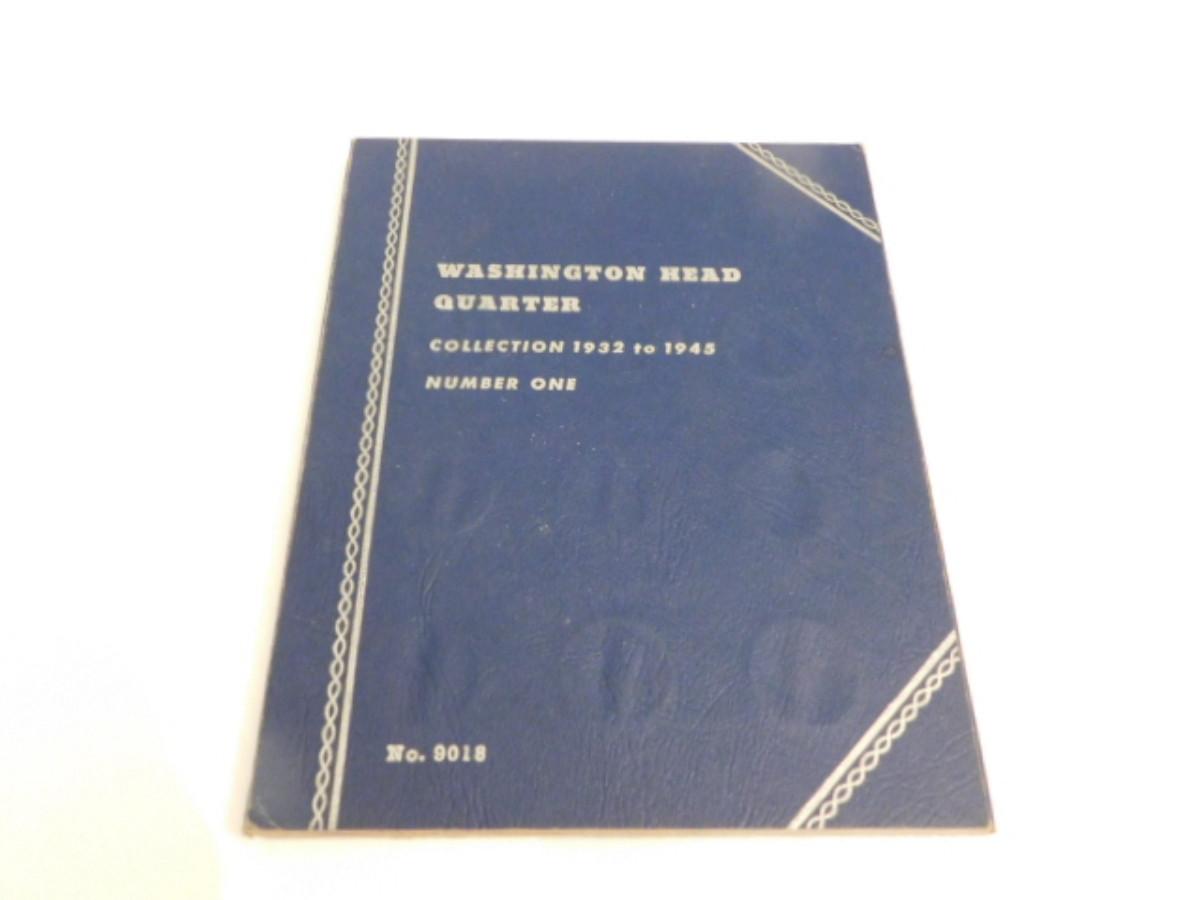 WASHINGTON HEAD
QUARTER
COLLECTION 1932 to 1945
NUMBER ONE
No. 9018